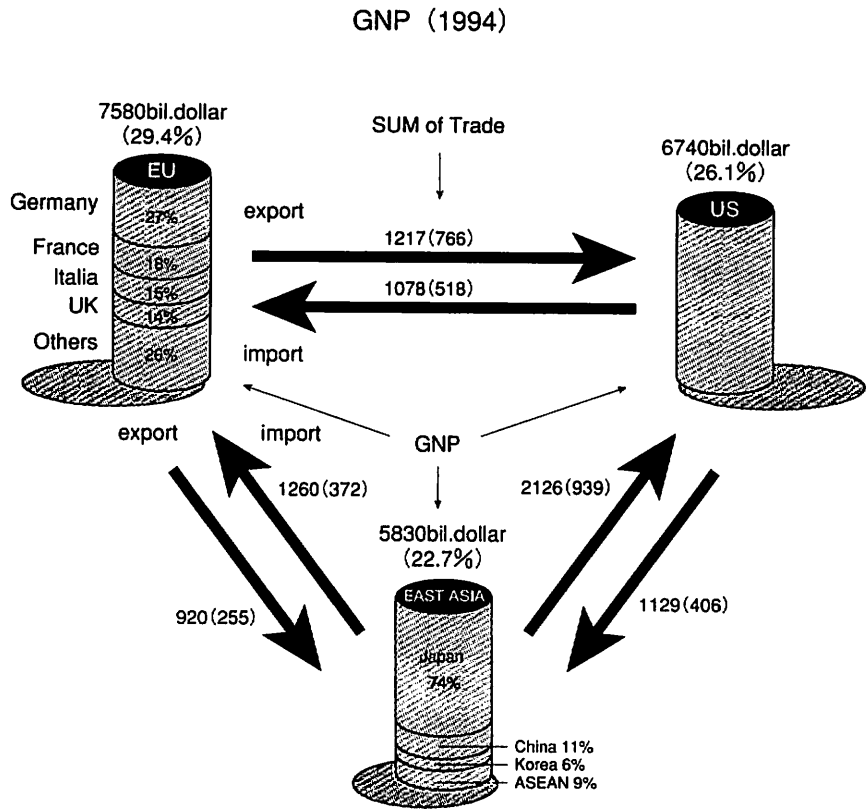 GNP (1994)
7580bil.dollar
(29.4%)
EU
Germany
27%
France
18%
Italia
15%
UK
14%
Others
26%
SUM of Trade
6740bil.dollar
(26.1%)
US
export
1217(766)
1078(518)
import
export
import
GNP
1260(372)
2126(939)
920(255)
1129(406)
5830bil.dollar
(22.7%)
EAST ASIA
Japan
74%
China 11%
Korea 6%
ASEAN 9%